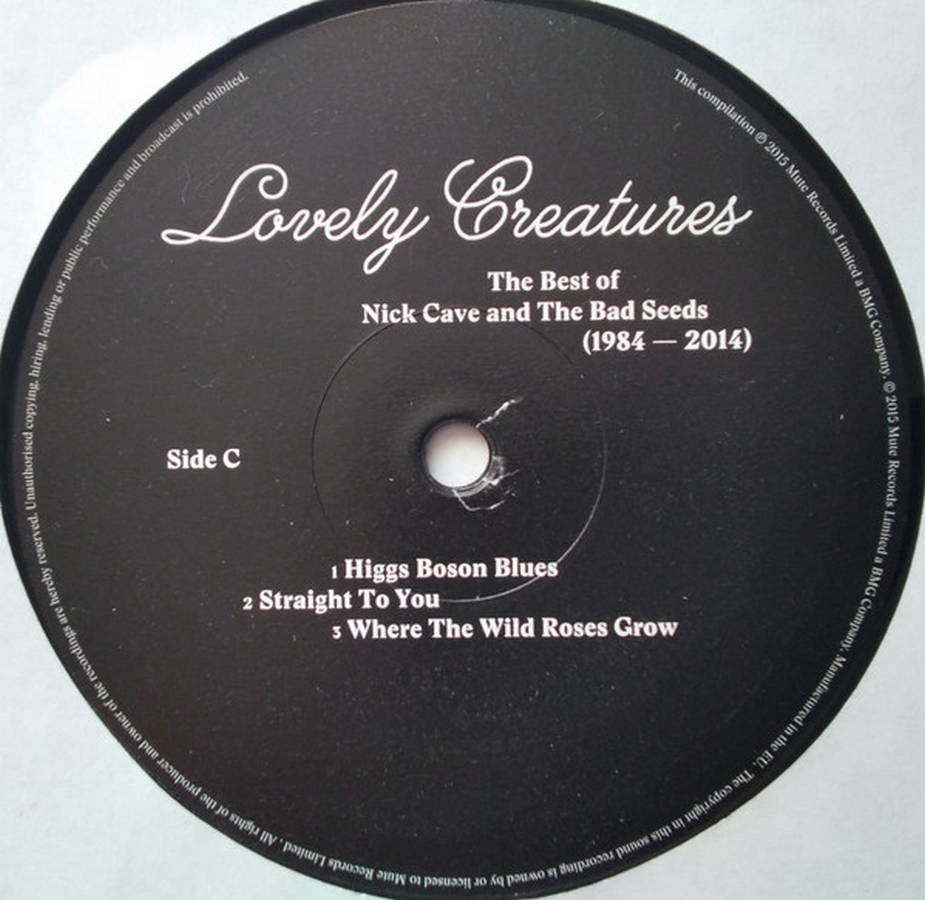 Lovely Creatures
The Best of
Nick Cave and The Bad Seeds
(1984 — 2014)
Side C
1 Higgs Boson Blues
2 Straight To You
3 Where The Wild Roses Grow
This compilation ℗ 2015 Mute Records Limited a BMG Company. © 2015 Mute Records Limited a BMG Company. Manufactured in the EU. The copyright in this sound recording is owned by or licensed to Mute Records Limited. All rights of the producer and owner of the recordings are hereby reserved. Unauthorised copying, hiring, lending or public performance and broadcast is prohibited.